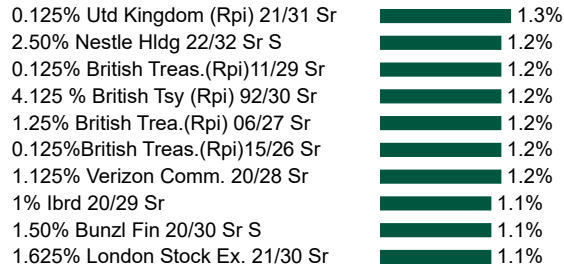 0.125% Utd Kingdom (Rpi) 21/31 Sr 1.3%
2.50% Nestle Hldg 22/32 Sr S 1.2%
0.125% British Treas.(Rpi)11/29 Sr 1.2%
4.125 % British Tsy (Rpi) 92/30 Sr 1.2%
1.25% British Trea.(Rpi) 06/27 Sr 1.2%
0.125%British Treas.(Rpi)15/26 Sr 1.2%
1.125% Verizon Comm. 20/28 Sr 1.2%
1% Ibrd 20/29 Sr 1.1%
1.50% Bunzl Fin 20/30 Sr S 1.1%
1.625% London Stock Ex. 21/30 Sr 1.1%